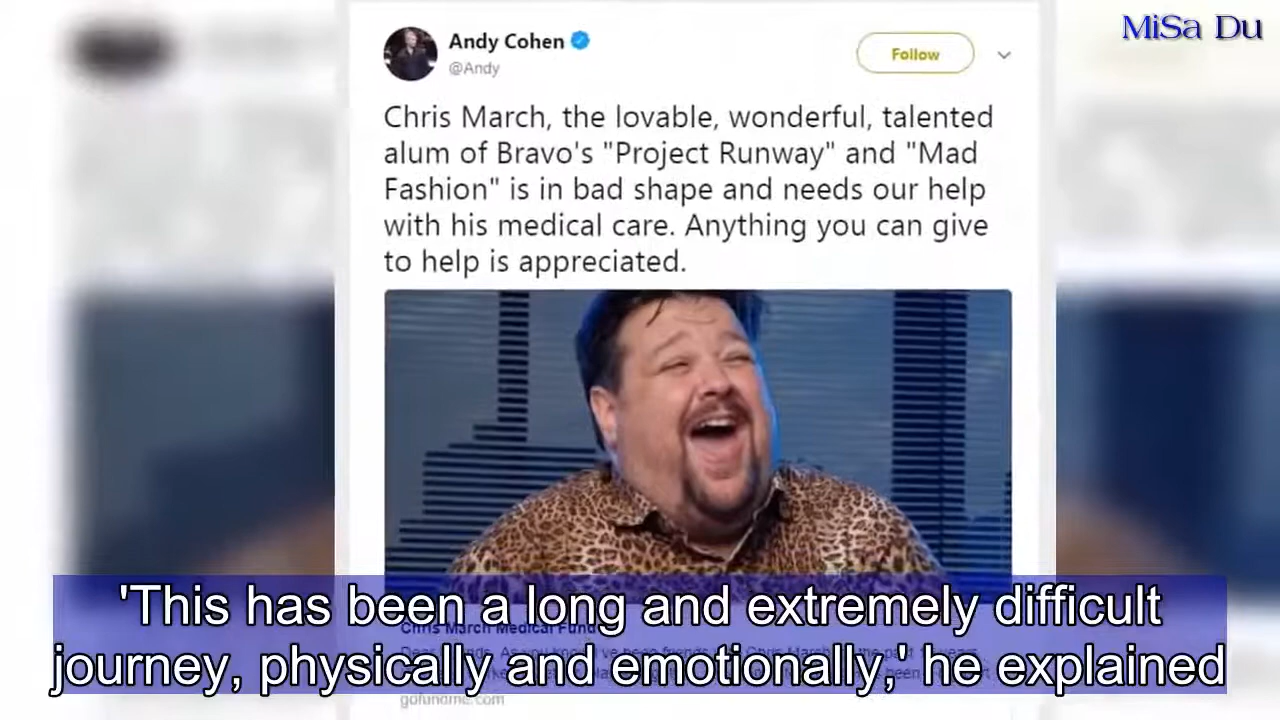 MiSa Du
Andy Cohen
@Andy
Follow
Chris March, the lovable, wonderful, talented
alum of Bravo's "Project Runway" and "Mad
Fashion" is in bad shape and needs our help
with his medical care. Anything you can give
to help is appreciated.
'This has been a long and extremely difficult
journey, physically and emotionally,' he explained
Chris March Medical Fund
gofundme.com